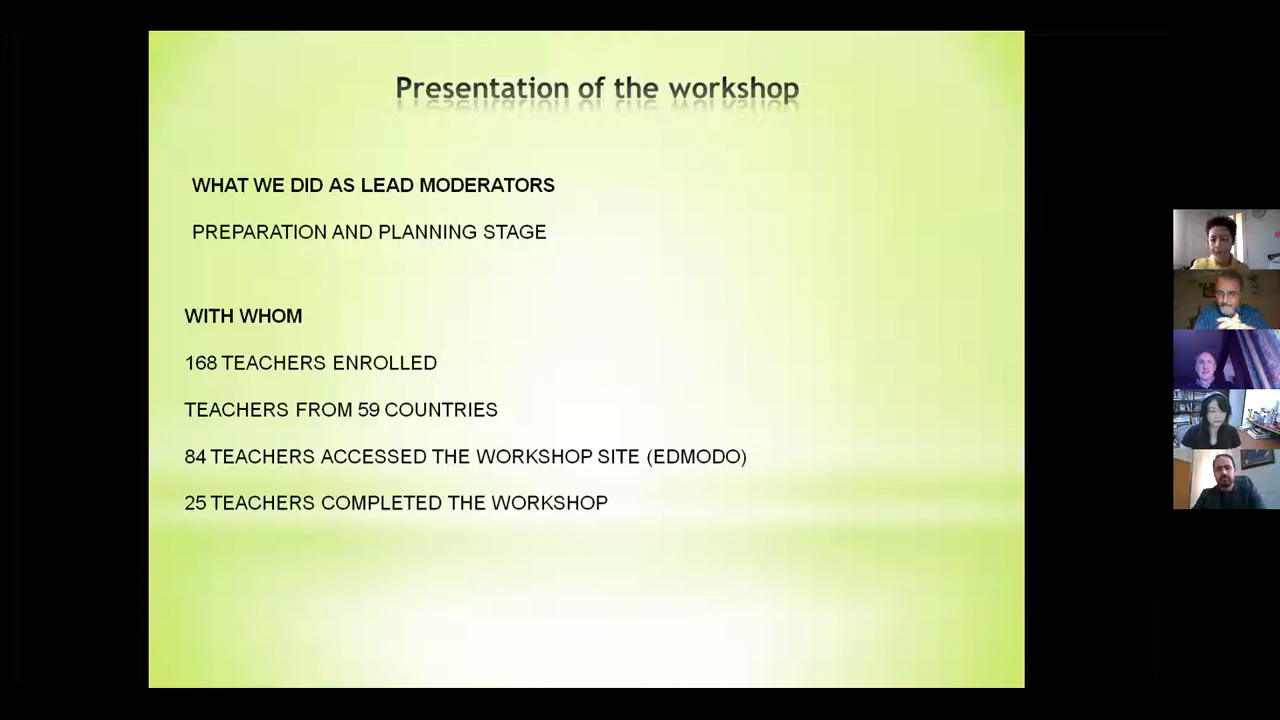 Presentation of the workshop
WHAT WE DID AS LEAD MODERATORS
PREPARATION AND PLANNING STAGE
WITH WHOM
168 TEACHERS ENROLLED
TEACHERS FROM 59 COUNTRIES
84 TEACHERS ACCESSED THE WORKSHOP SITE (EDMODO)
25 TEACHERS COMPLETED THE WORKSHOP